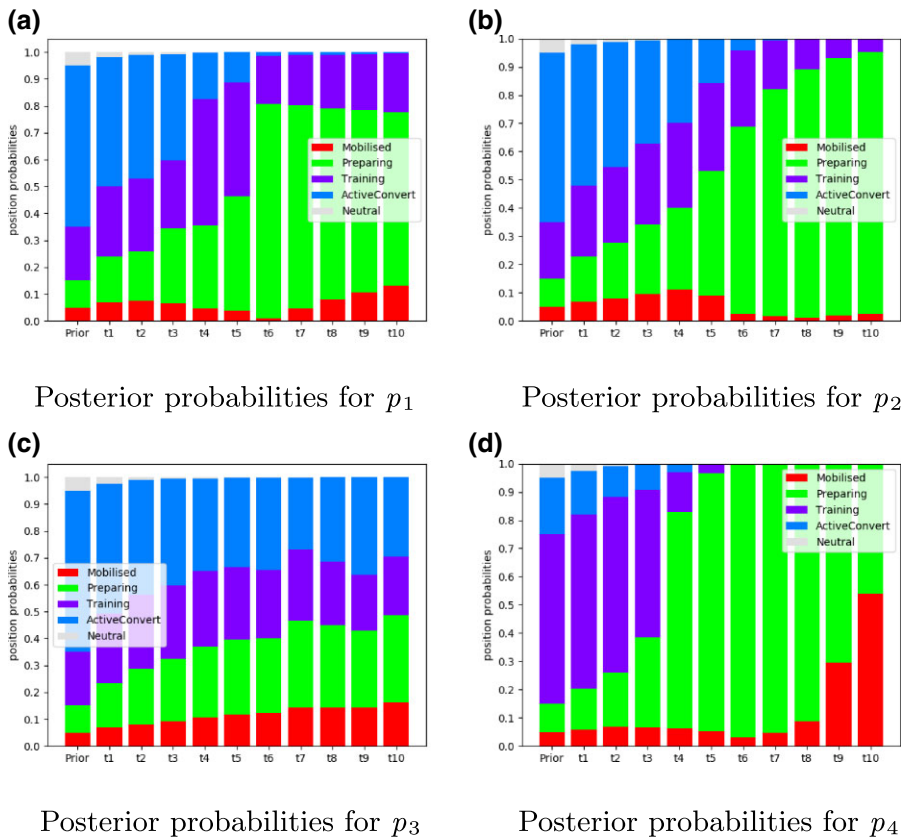 (a)
position probabilities
1.0
0.9
0.8
0.7
0.6
0.5
0.4
0.3
0.2
0.1
0.0
Mobilised
Preparing
Training
ActiveConvert
Neutral
Prior t1 t2 t3 t4 t5 t6 t7 t8 t9 t10
Posterior probabilities for p1
(b)
position probabilities
1.0
0.9
0.8
0.7
0.6
0.5
0.4
0.3
0.2
0.1
0.0
Mobilised
Preparing
Training
ActiveConvert
Neutral
Prior t1 t2 t3 t4 t5 t6 t7 t8 t9 t10
Posterior probabilities for p2
(c)
position probabilities
1.0
0.9
0.8
0.7
0.6
0.5
0.4
0.3
0.2
0.1
0.0
Mobilised
Preparing
Training
ActiveConvert
Neutral
Prior t1 t2 t3 t4 t5 t6 t7 t8 t9 t10
Posterior probabilities for p3
(d)
position probabilities
1.0
0.9
0.8
0.7
0.6
0.5
0.4
0.3
0.2
0.1
0.0
Mobilised
Preparing
Training
ActiveConvert
Neutral
Prior t1 t2 t3 t4 t5 t6 t7 t8 t9 t10
Posterior probabilities for p4